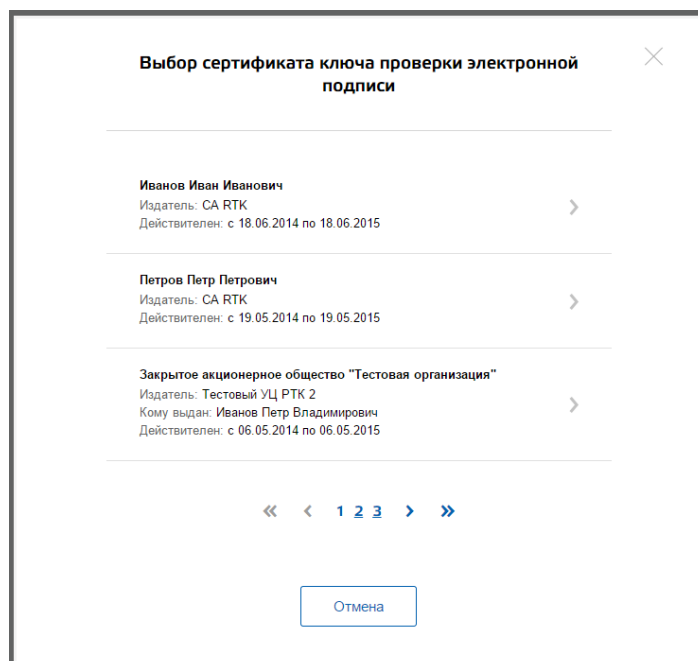 Выбор сертификата ключа проверки электронной
подписи
Иванов Иван Иванович
Издатель: CA RTK
Действителен: с 18.06.2014 по 18.06.2015
Петров Петр Петрович
Издатель: CA RTK
Действителен: с 19.05.2014 по 19.05.2015
Закрытое акционерное общество "Тестовая организация"
Издатель: Тестовый УЦ РТК 2
Кому выдан: Иванов Петр Владимирович
Действителен: с 06.05.2014 по 06.05.2015
« ‹ 1 2 3 › »
Отмена